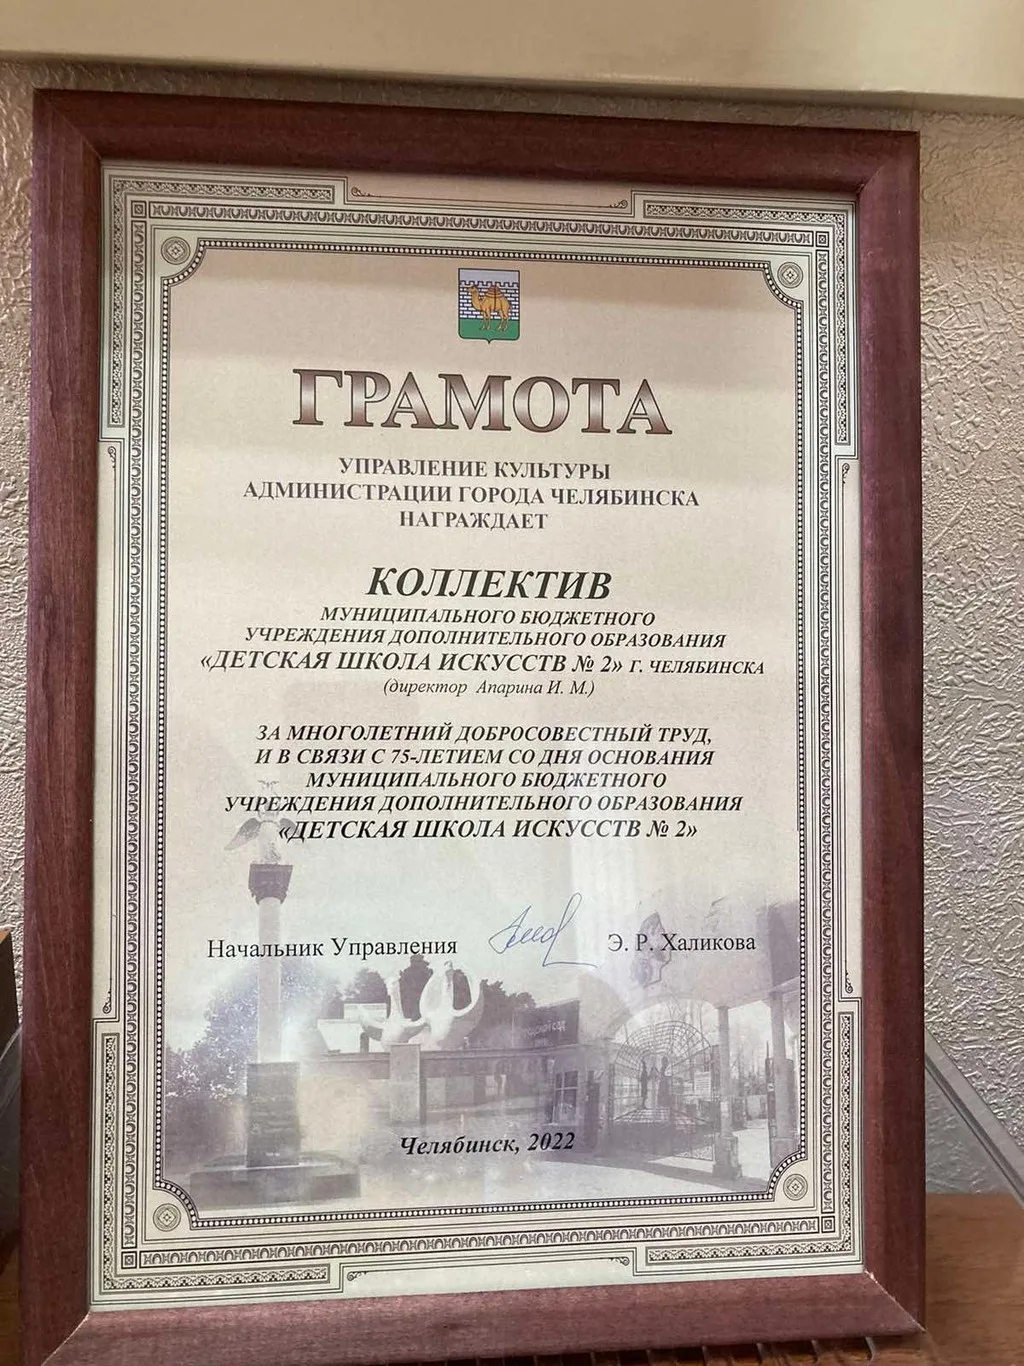 ГРАМОТА
УПРАВЛЕНИЕ КУЛЬТУРЫ
АДМИНИСТРАЦИИ ГОРОДА ЧЕЛЯБИНСКА
НАГРАЖДАЕТ
КОЛЛЕКТИВ
МУНИЦИПАЛЬНОГО БЮДЖЕТНОГО
УЧРЕЖДЕНИЯ ДОПОЛНИТЕЛЬНОГО ОБРАЗОВАНИЯ
«ДЕТСКАЯ ШКОЛА ИСКУССТВ № 2» Г. ЧЕЛЯБИНСКА
(директор Апарина И. М.)
ЗА МНОГОЛЕТНИЙ ДОБРОСОВЕСТНЫЙ ТРУД,
И В СВЯЗИ С 75-ЛЕТИЕМ СО ДНЯ ОСНОВАНИЯ
МУНИЦИПАЛЬНОГО БЮДЖЕТНОГО
УЧРЕЖДЕНИЯ ДОПОЛНИТЕЛЬНОГО ОБРАЗОВАНИЯ
«ДЕТСКАЯ ШКОЛА ИСКУССТВ № 2»
Начальник Управления Э. Р. Халикова
Челябинск, 2022